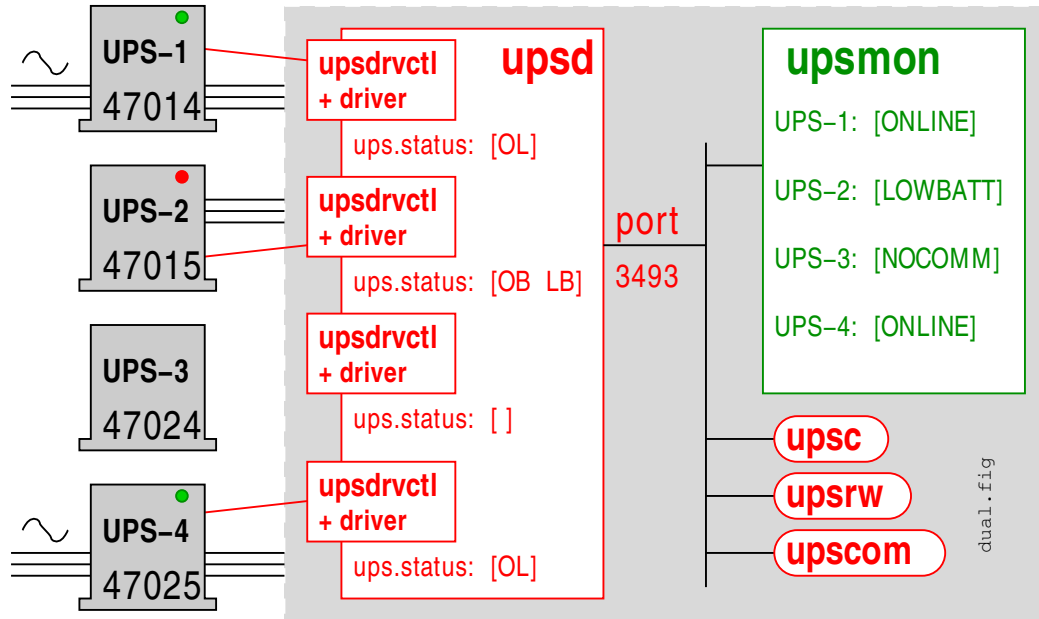 UPS−1
47014
UPS−2
47015
UPS−3
47024
UPS−4
47025
upsd
upsdrvctl
+ driver
ups.status: [OL]
upsdrvctl
+ driver
ups.status: [OB LB]
upsdrvctl
+ driver
ups.status: [ ]
upsdrvctl
+ driver
ups.status: [OL]
port
3493
upsmon
UPS−1: [ONLINE]
UPS−2: [LOWBATT]
UPS−3: [NOCOMM]
UPS−4: [ONLINE]
upsc
upsrw
upscom
dual.fig